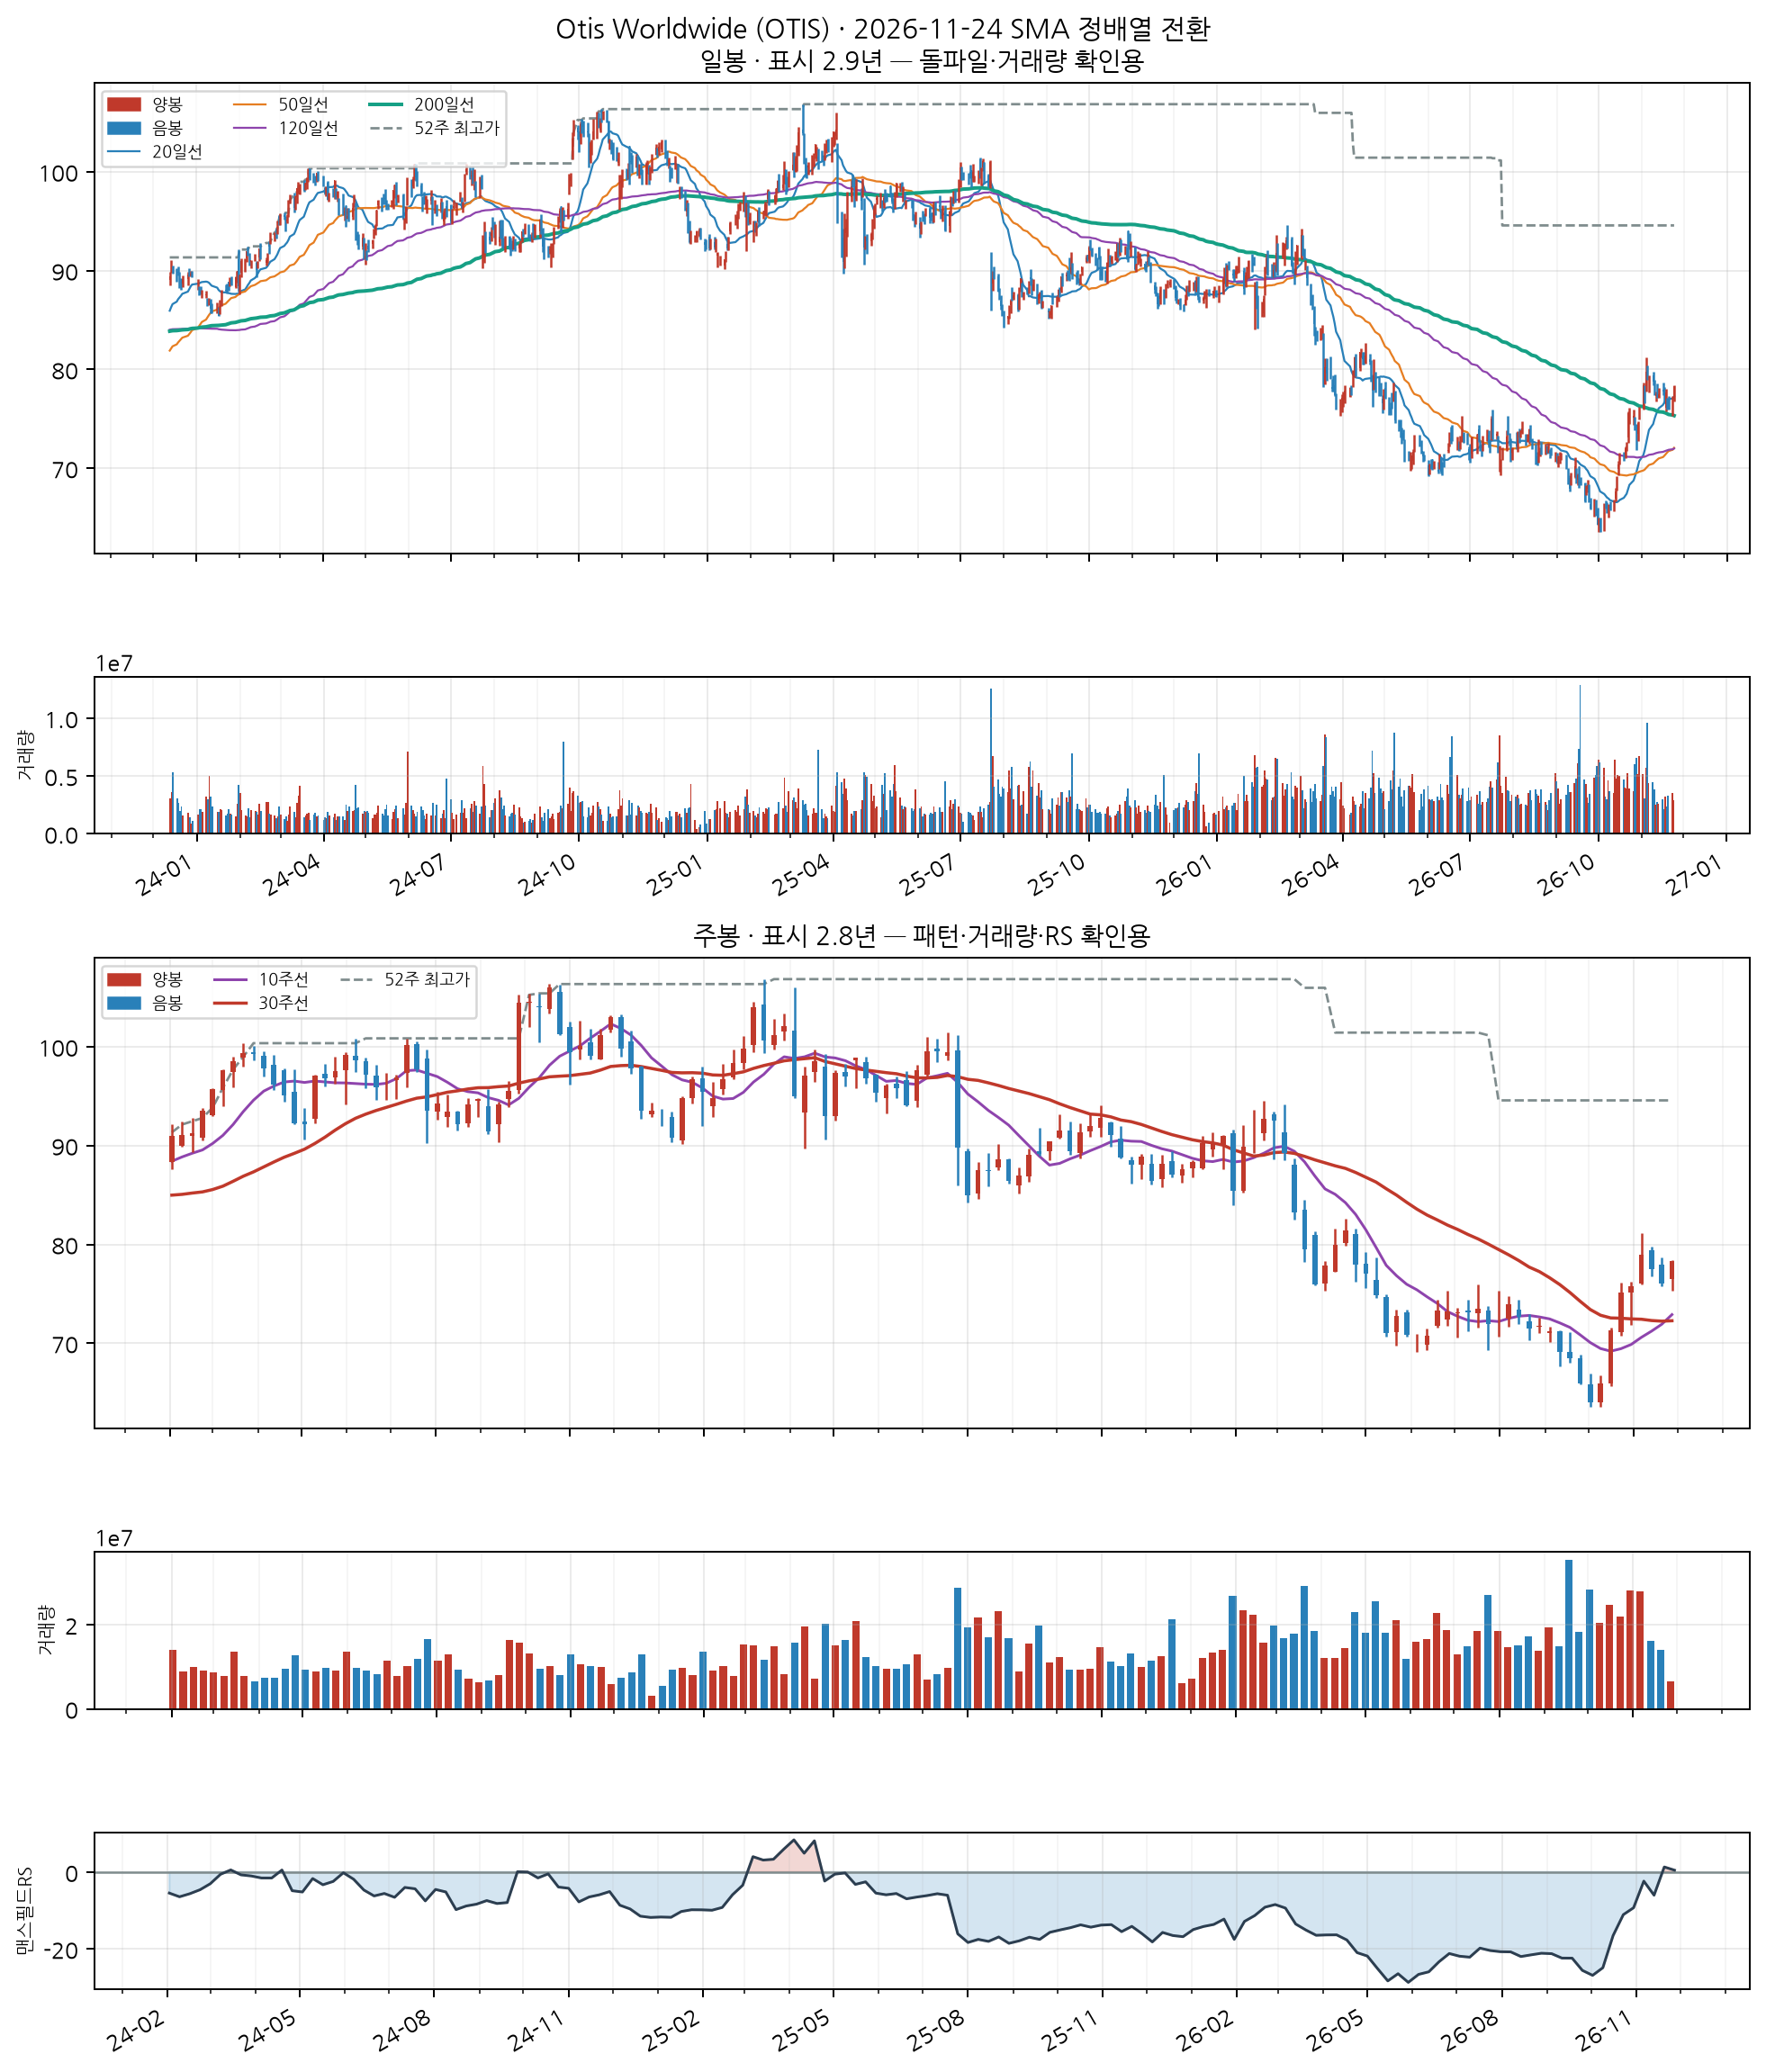 Otis Worldwide (OTIS) · 2026-11-24 SMA 정배열 전환
일봉 · 표시 2.9년 — 돌파일·거래량 확인용
양봉 50일선 200일선
음봉 120일선 52주 최고가
20일선
100
90
80
70
1e7
1.0
0.5
0.0
거래량
24-01 24-04 24-07 24-10 25-01 25-04 25-07 25-10 26-01 26-04 26-07 26-10 27-01
주봉 · 표시 2.8년 — 패턴·거래량·RS 확인용
양봉 10주선 52주 최고가
음봉 30주선
100
90
80
70
1e7
2
0
거래량
0
-20
맨스필드RS
24-02 24-05 24-08 24-11 25-02 25-05 25-08 25-11 26-02 26-05 26-08 26-11